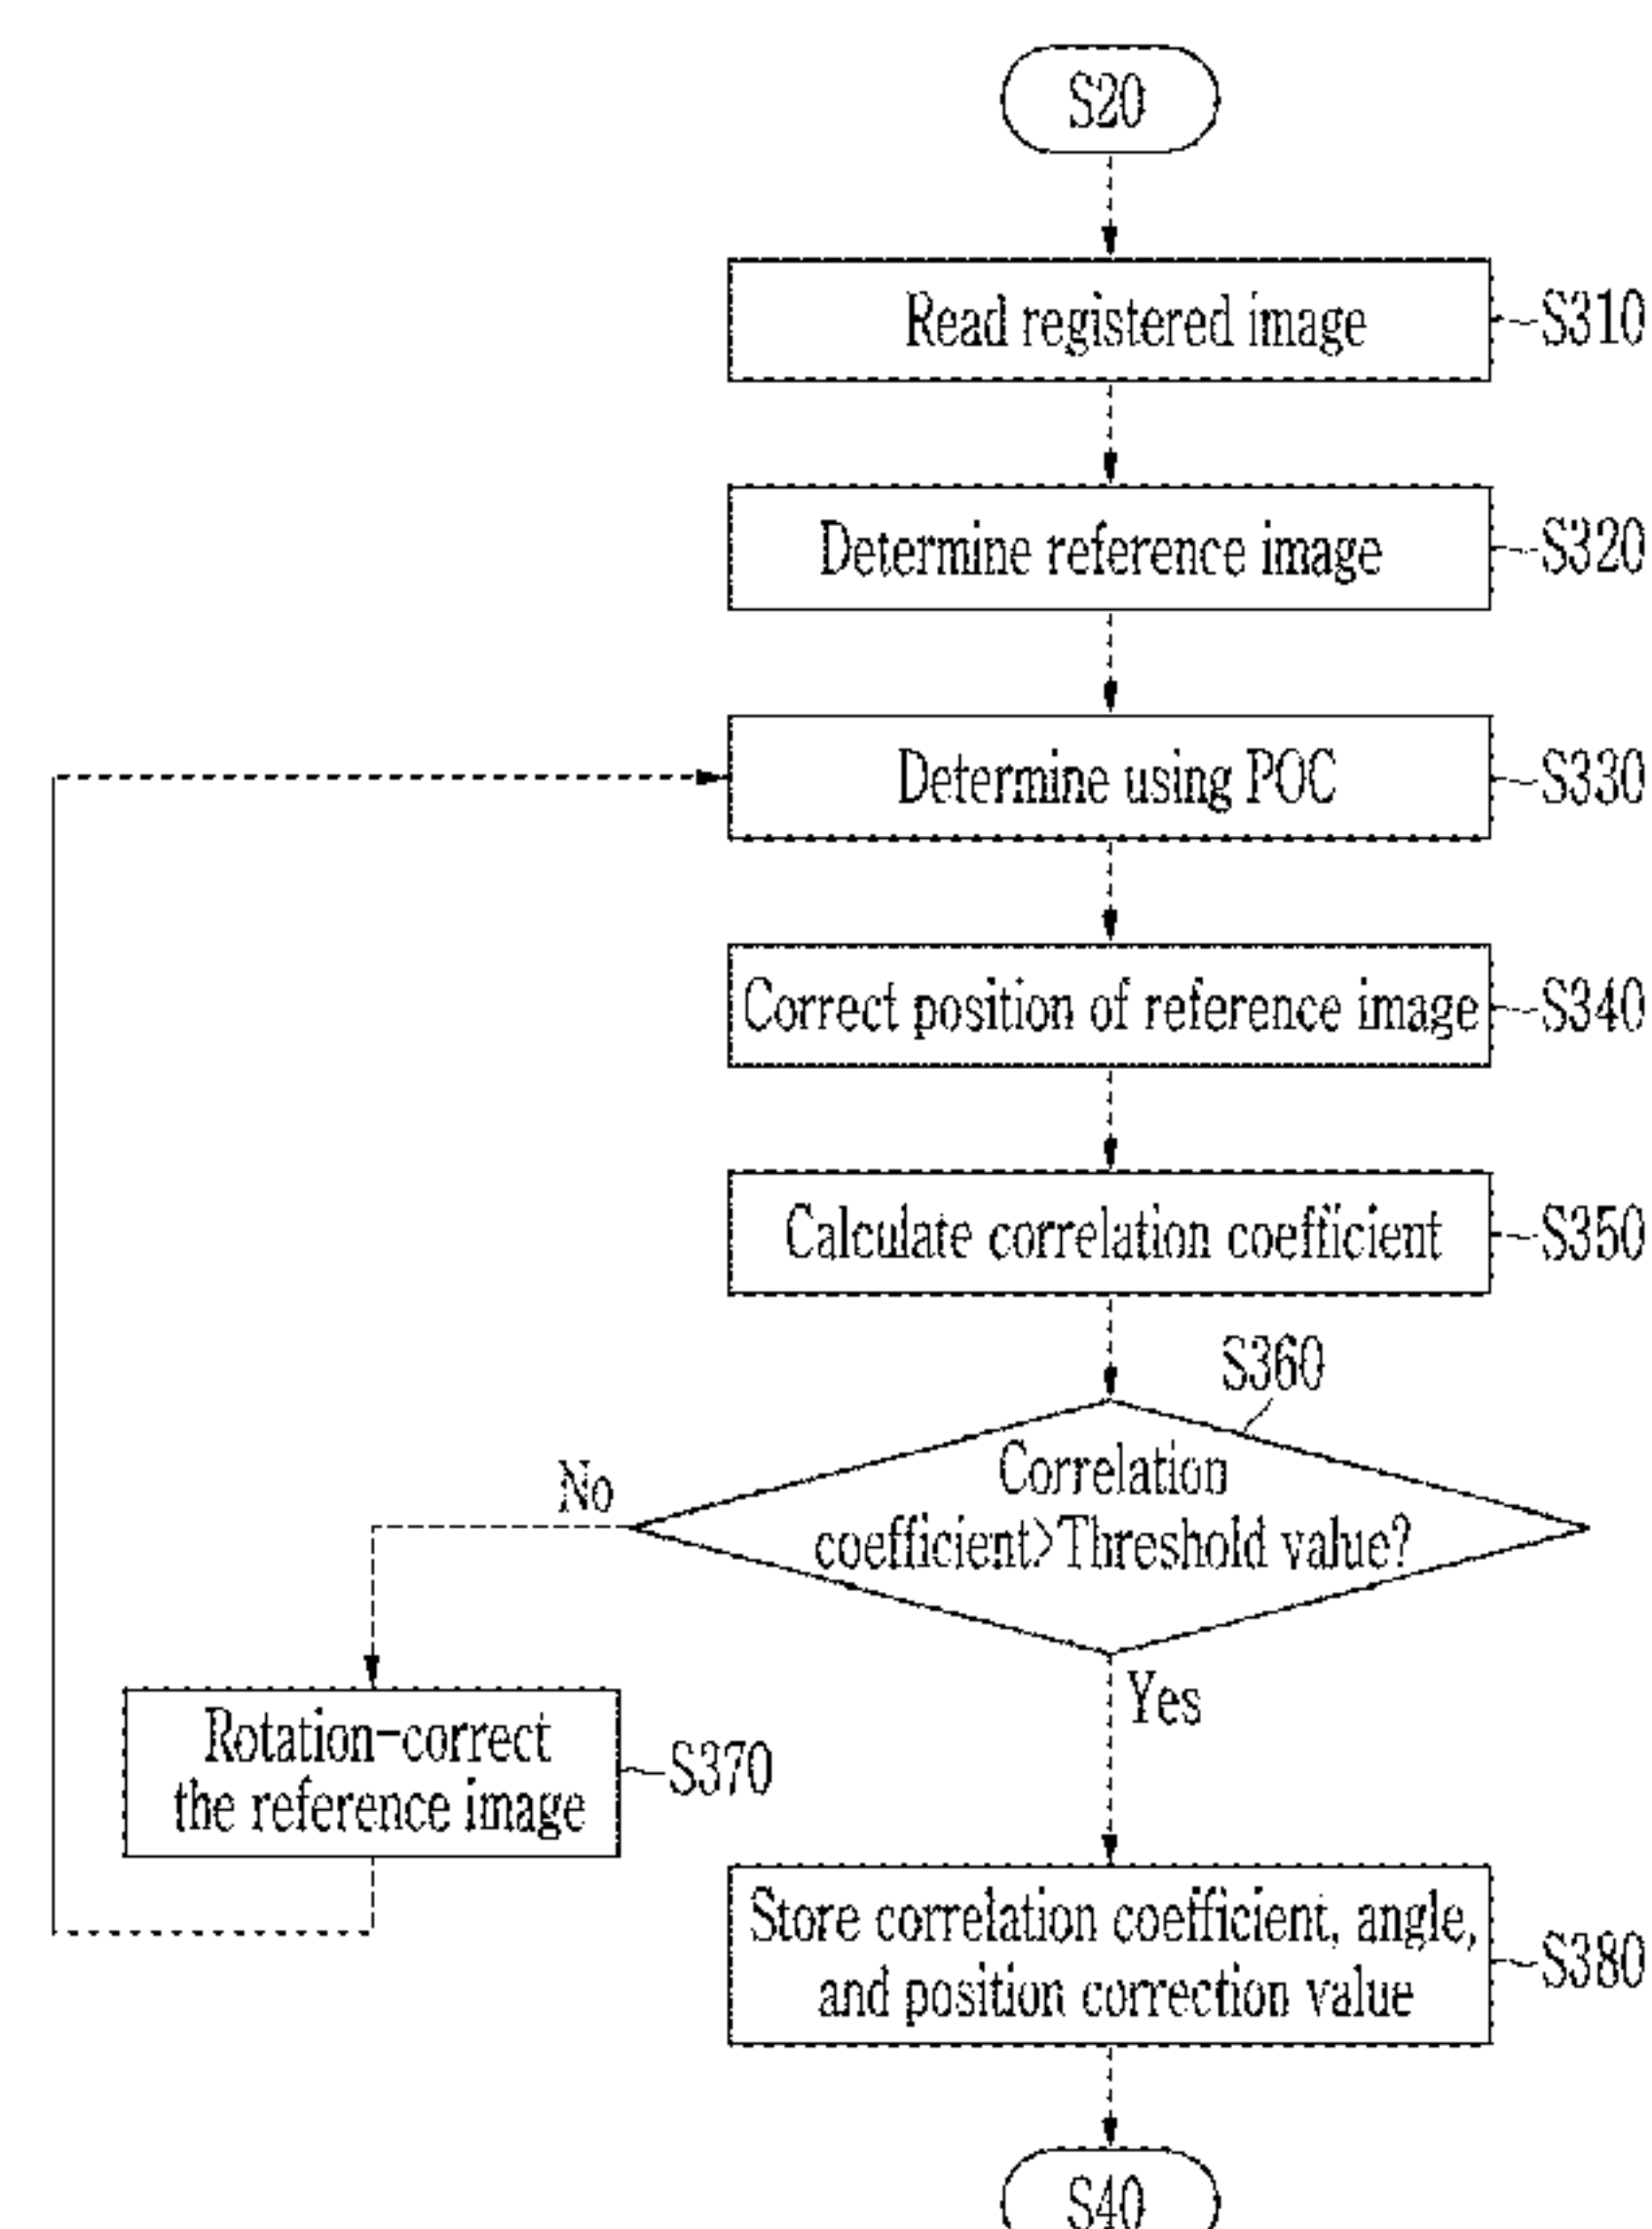 S20
Read registered image
S310
Determine reference image
S320
Determine using POC
S330
Correct position of reference image
S340
Calculate correlation coefficient
S350
S360
Correlation
coefficient>Threshold value?
No
Yes
Rotation-correct
the reference image
S370
Store correlation coefficient, angle,
and position correction value
S380
S40